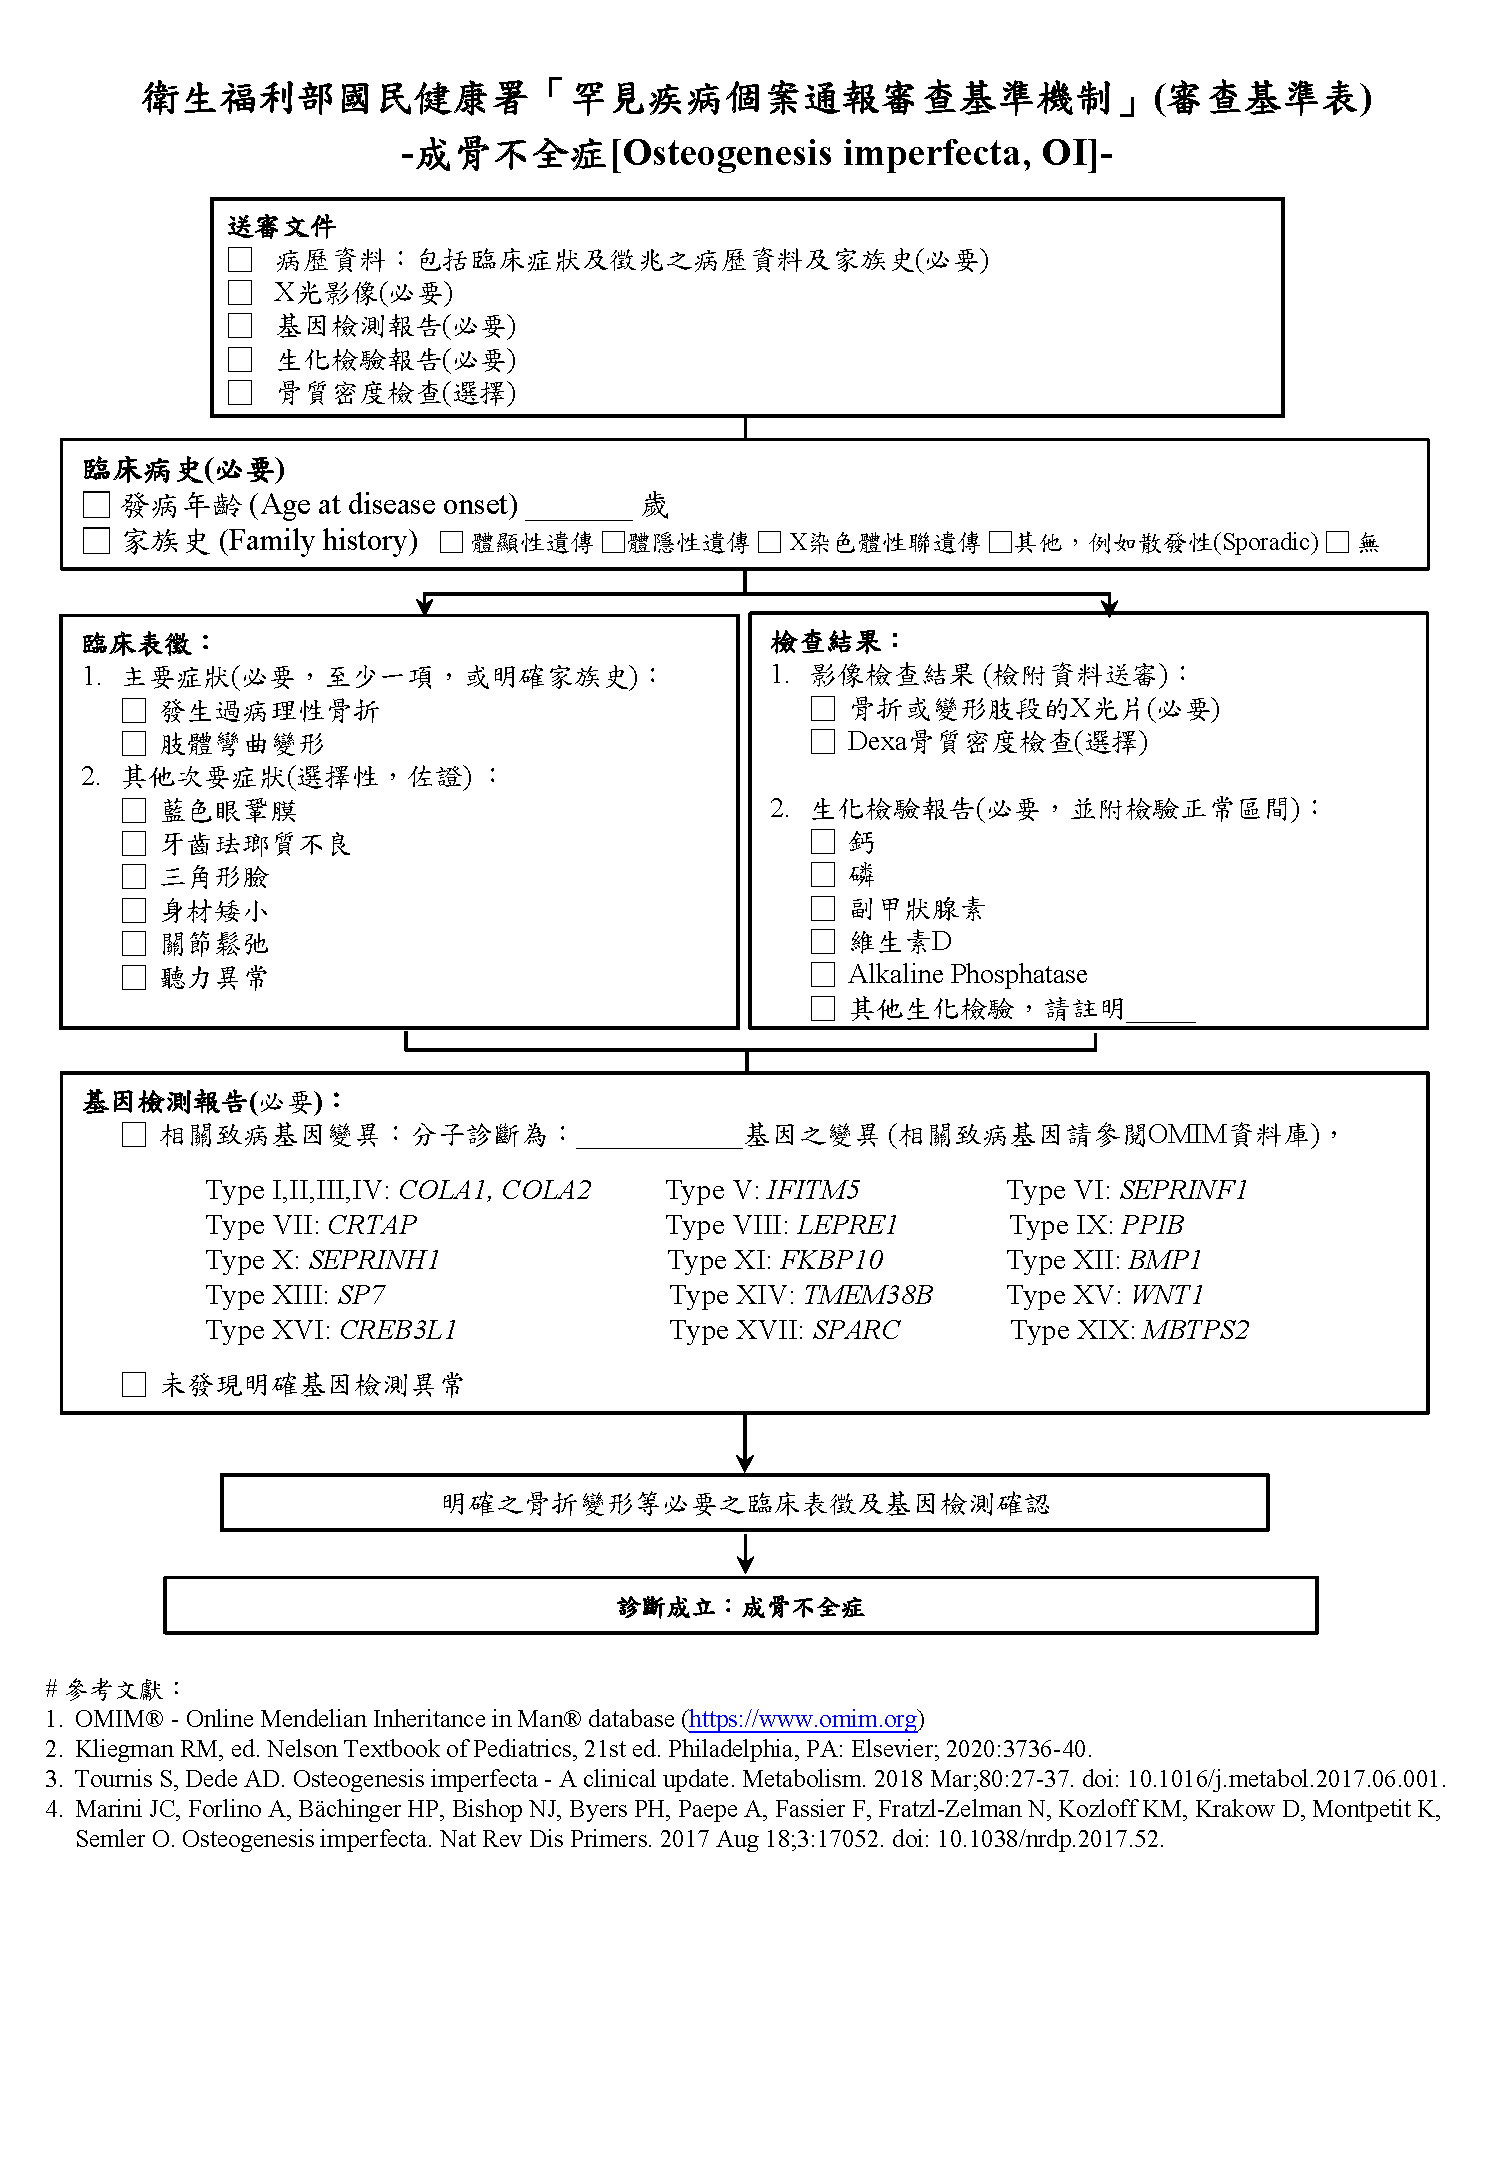 衛生福利部國民健康署「罕見疾病個案通報審查基準機制」(審查基準表)
-成骨不全症[Osteogenesis imperfecta, OI]-
送審文件
□ 病歷資料：包括臨床症狀及徵兆之病歷資料及家族史(必要)
□ X光影像(必要)
□ 基因檢測報告(必要)
□ 生化檢驗報告(必要)
□ 骨質密度檢查(選擇)
臨床病史(必要)
□ 發病年齡 (Age at disease onset) ________ 歲
□ 家族史 (Family history) □ 體顯性遺傳 □體隱性遺傳 □ X染色體性聯遺傳 □其他，例如散發性(Sporadic) □ 無
臨床表徵：
1. 主要症狀(必要，至少一項，或明確家族史)：
□ 發生過病理性骨折
□ 肢體彎曲變形
2. 其他次要症狀(選擇性，佐證)：
□ 藍色眼鞏膜
□ 牙齒珐瑯質不良
□ 三角形臉
□ 身材矮小
□ 關節鬆弛
□ 聽力異常
檢查結果：
1. 影像檢查結果 (檢附資料送審)：
□ 骨折或變形肢段的X光片(必要)
□ Dexa骨質密度檢查(選擇)
2. 生化檢驗報告(必要，並附檢驗正常區間)：
□ 鈣
□ 磷
□ 副甲狀腺素
□ 維生素D
□ Alkaline Phosphatase
□ 其他生化檢驗，請註明_____
基因檢測報告(必要)：
□ 相關致病基因變異：分子診斷為：____________基因之變異 (相關致病基因請參閱OMIM資料庫)，
Type I,II,III,IV: COLA1, COLA2 Type V: IFITM5 Type VI: SEPRINF1
Type VII: CRTAP Type VIII: LEPRE1 Type IX: PPIB
Type X: SEPRINH1 Type XI: FKBP10 Type XII: BMP1
Type XIII: SP7 Type XIV: TMEM38B Type XV: WNT1
Type XVI: CREB3L1 Type XVII: SPARC Type XIX: MBTPS2
□ 未發現明確基因檢測異常
明確之骨折變形等必要之臨床表徵及基因檢測確認
診斷成立：成骨不全症
# 參考文獻：
1. OMIM® - Online Mendelian Inheritance in Man® database (https://www.omim.org)
2. Kliegman RM, ed. Nelson Textbook of Pediatrics, 21st ed. Philadelphia, PA: Elsevier; 2020:3736-40.
3. Tournis S, Dede AD. Osteogenesis imperfecta - A clinical update. Metabolism. 2018 Mar;80:27-37. doi: 10.1016/j.metabol.2017.06.001.
4. Marini JC, Forlino A, Bächinger HP, Bishop NJ, Byers PH, Paepe A, Fassier F, Fratzl-Zelman N, Kozloff KM, Krakow D, Montpetit K,
Semler O. Osteogenesis imperfecta. Nat Rev Dis Primers. 2017 Aug 18;3:17052. doi: 10.1038/nrdp.2017.52.